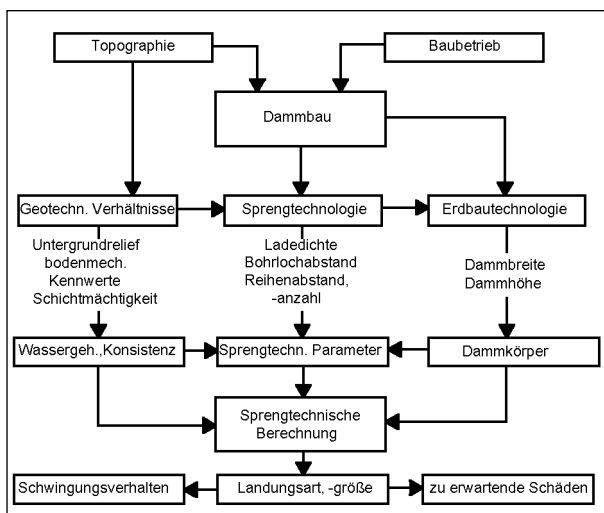 Topographie
Baubetrieb
Dammbau
Geotechn. Verhältnisse
Sprengtechnologie
Erdbautechnologie
Untergrundrelief
bodenmech.
Kennwerte
Schichtmächtigkeit
Ladedichte
Bohrlochabstand
Reihenabstand,
-anzahl
Dammbreite
Dammhöhe
Wassergeh.,Konsistenz
Sprengtechn. Parameter
Dammkörper
Sprengtechnische
Berechnung
Schwingungsverhalten
Landungsart, -größe
zu erwartende Schäden